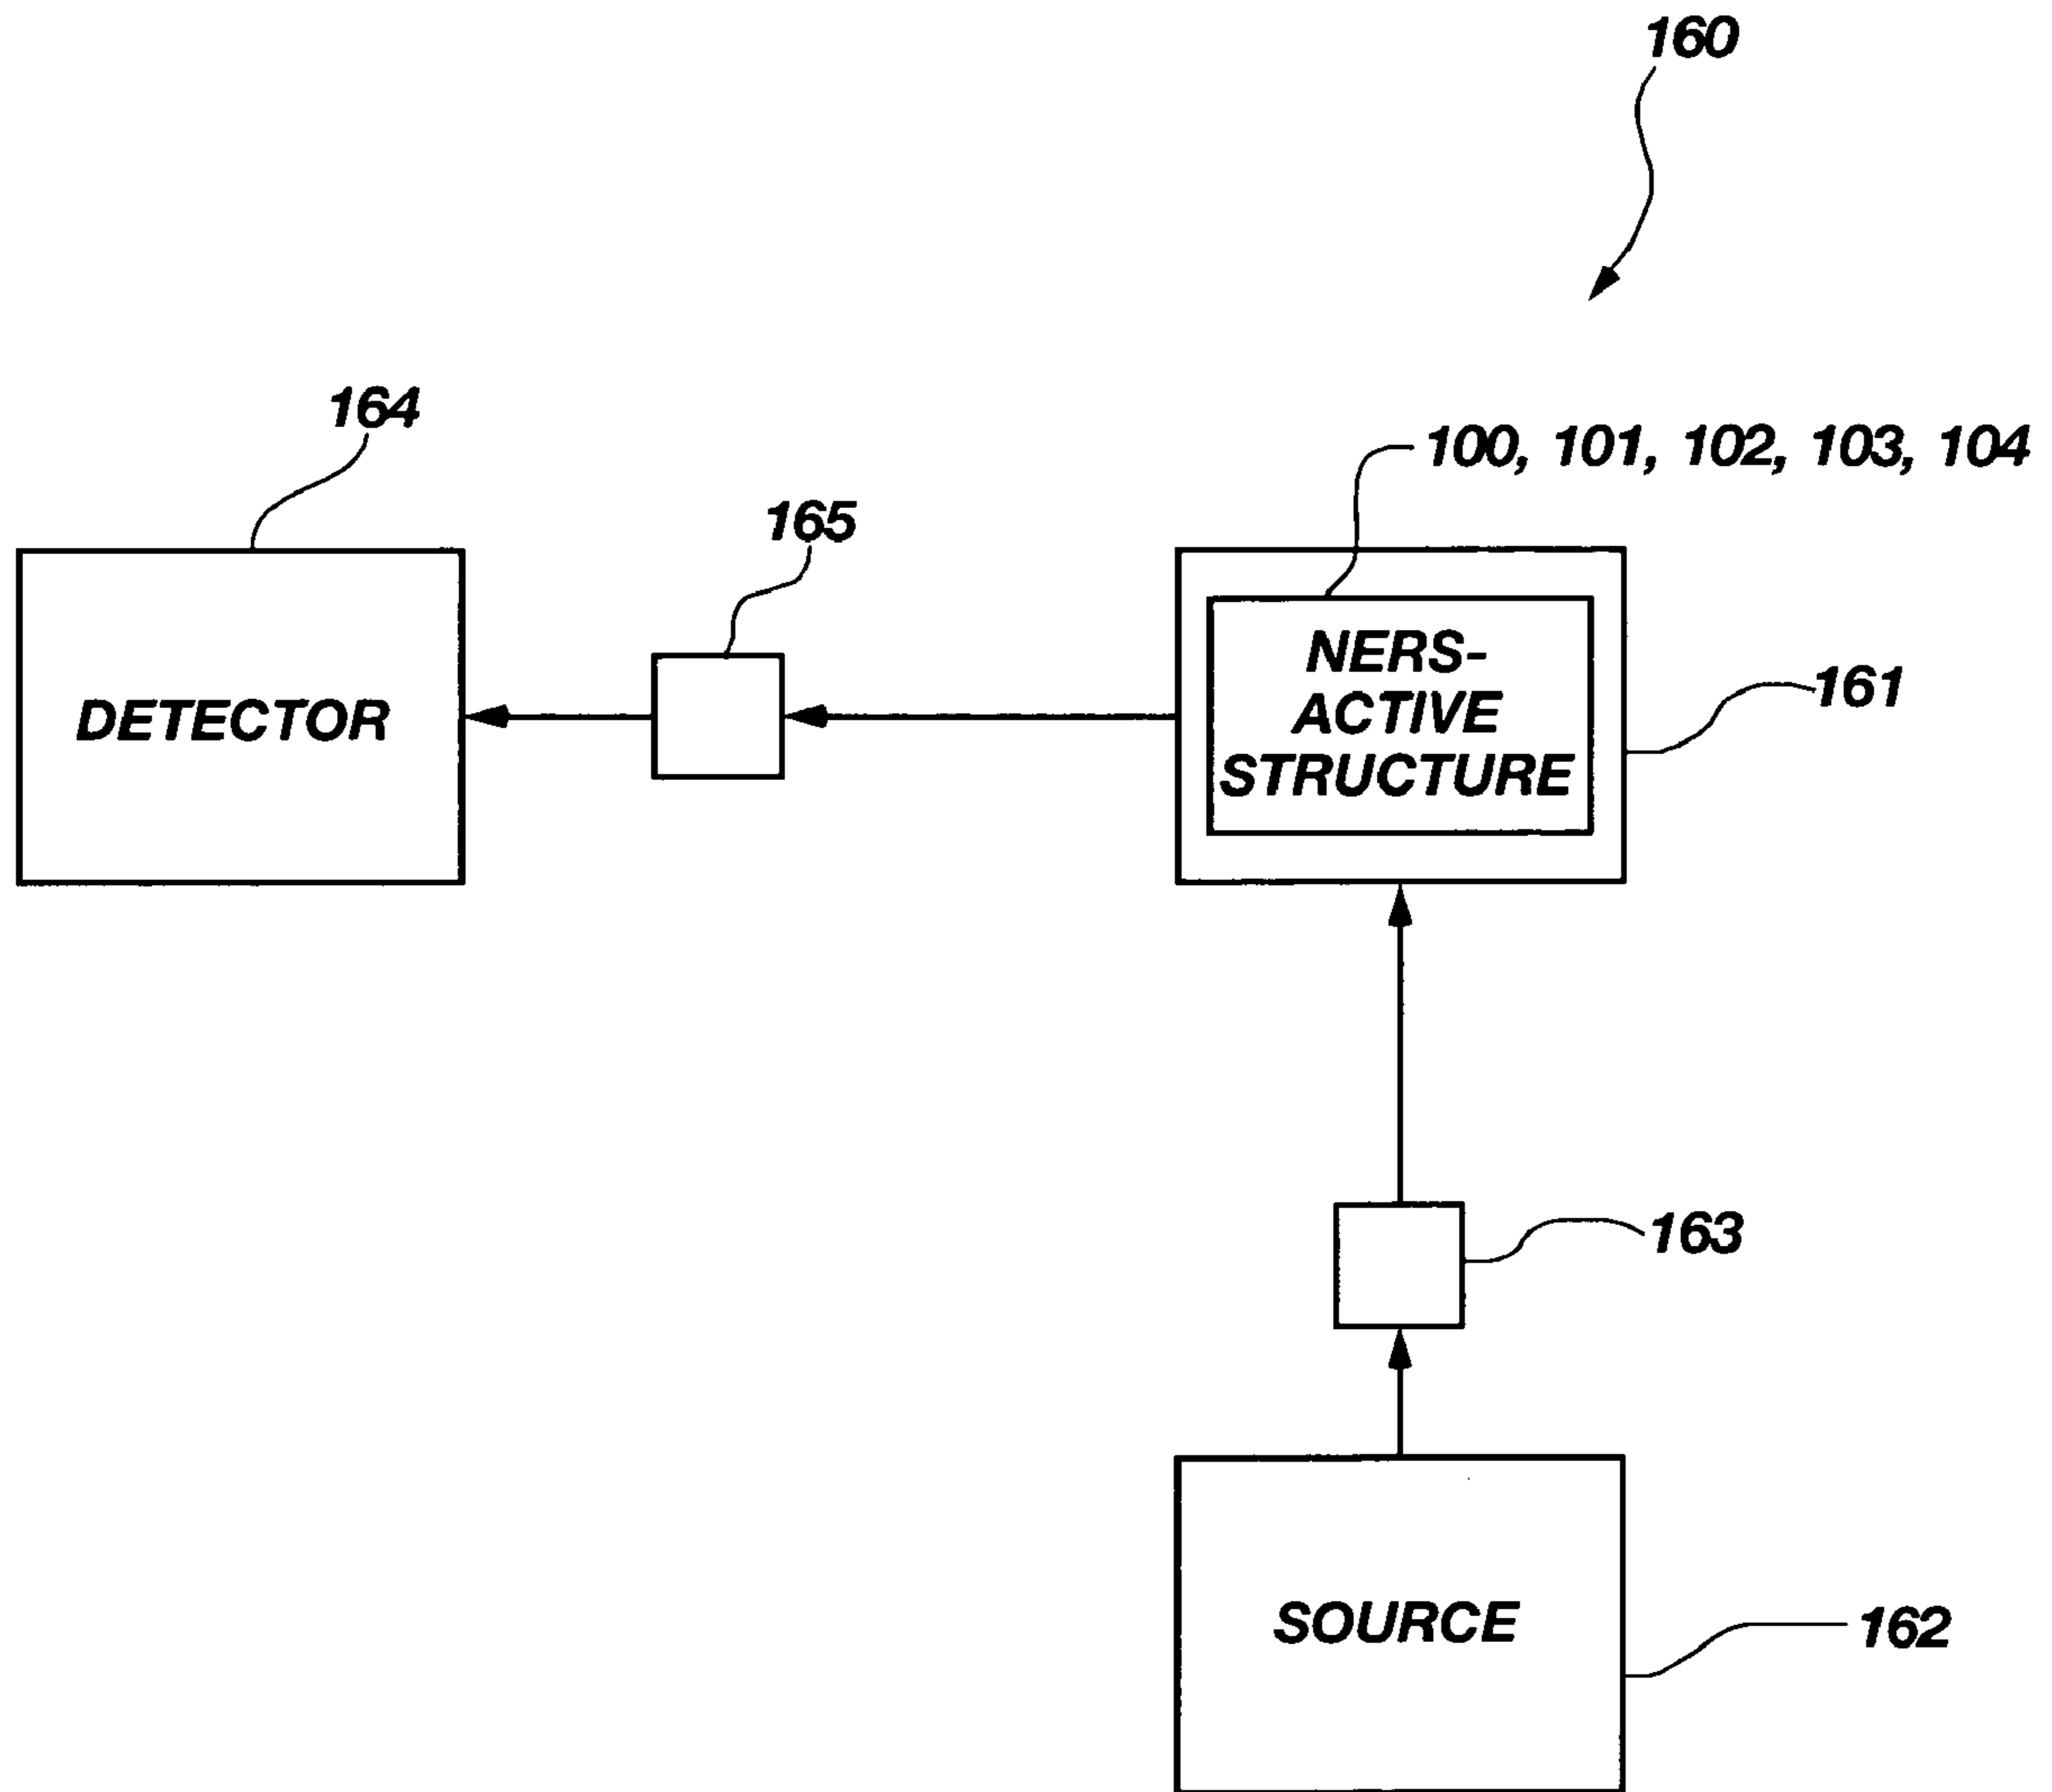 160
164
100, 101, 102, 103, 104
165
NERS-
ACTIVE
STRUCTURE
161
DETECTOR
163
SOURCE
162